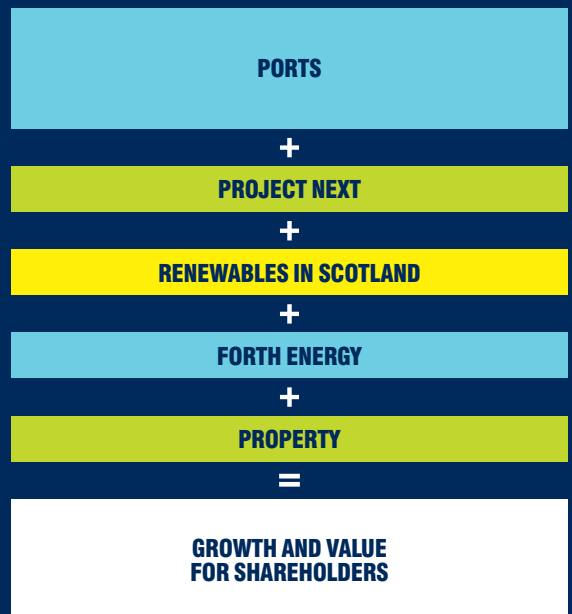 PORTS
+
PROJECT NEXT
+
RENEWABLES IN SCOTLAND
+
FORTH ENERGY
+
PROPERTY
=
GROWTH AND VALUE
FOR SHAREHOLDERS